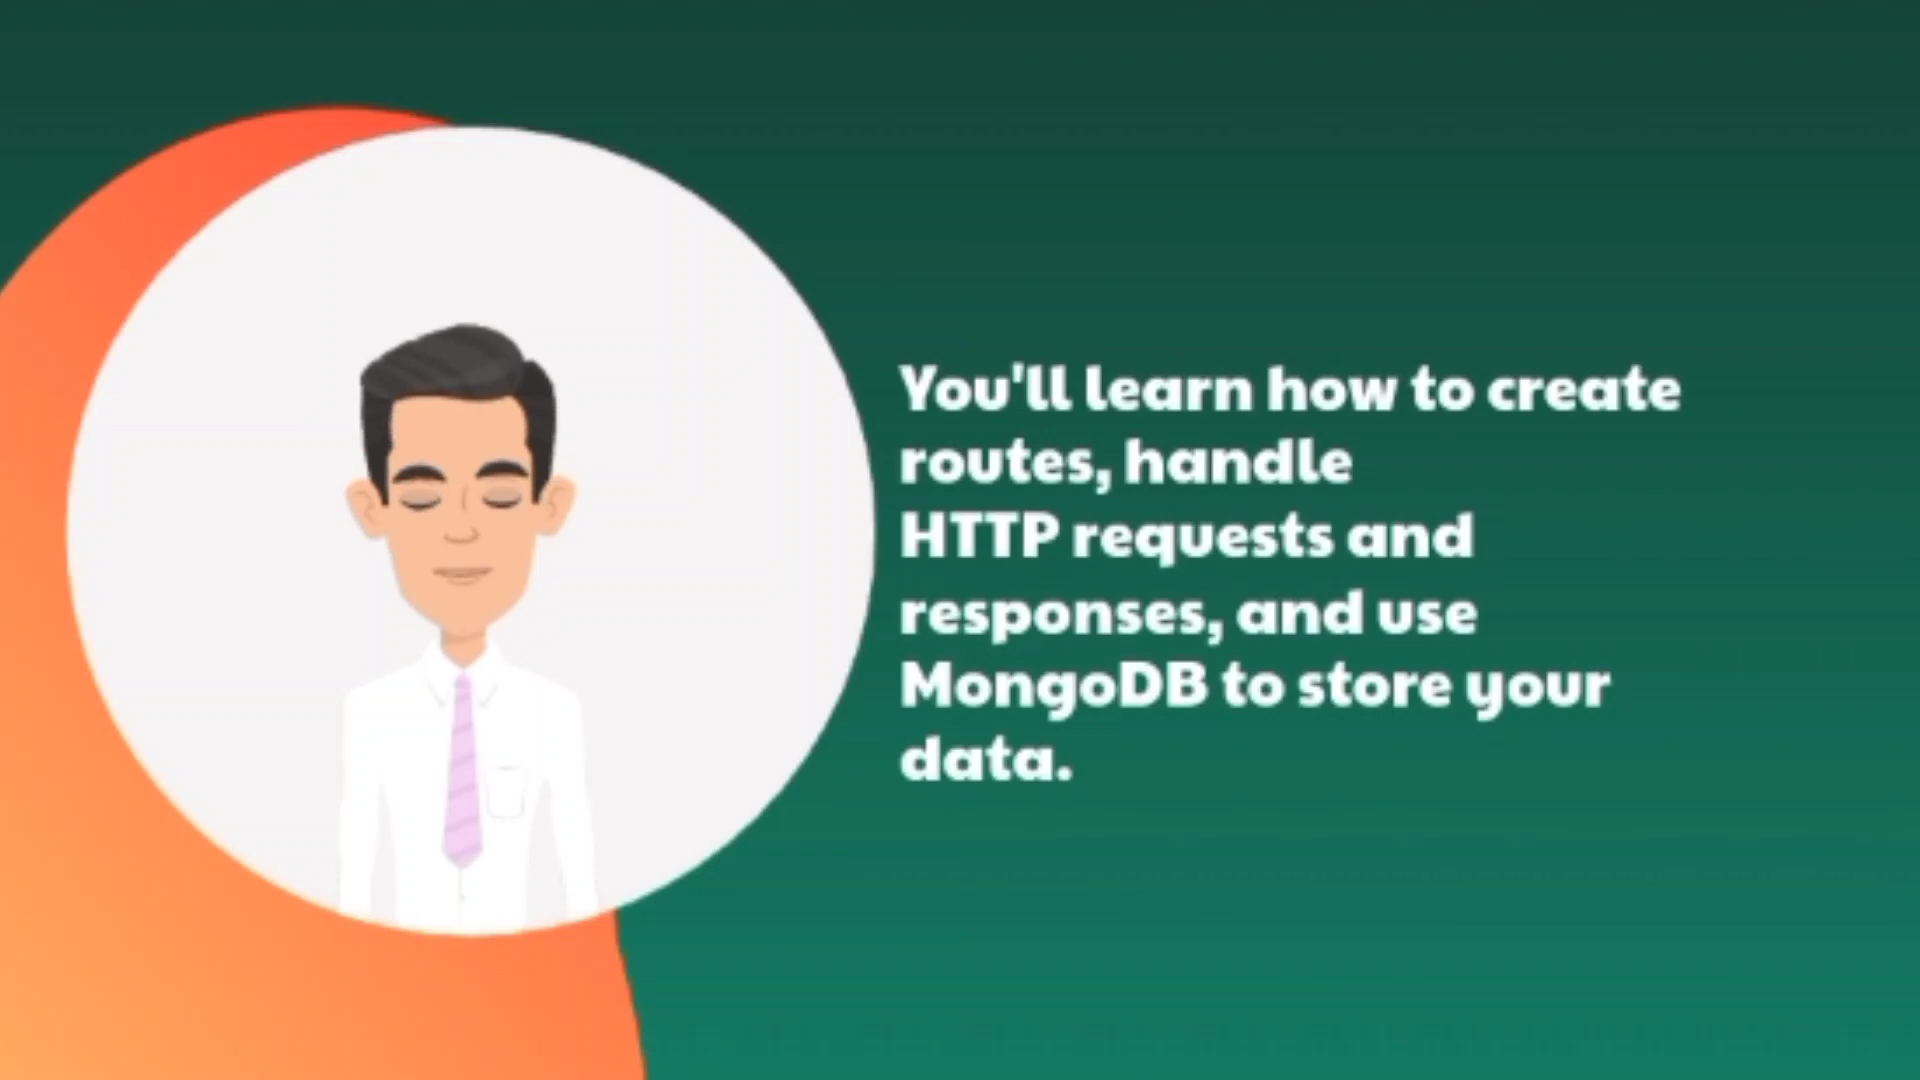 You'll learn how to create
routes, handle
HTTP requests and
responses, and use
MongoDB to store your
data.